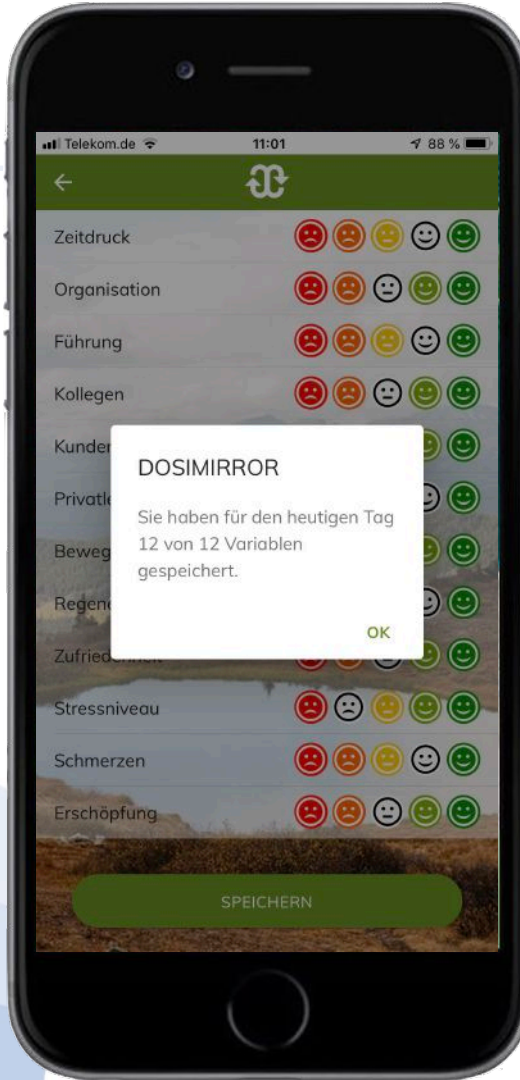 Telekom.de 11:01 88 %
Zeitdruck
Organisation
Führung
Kollegen
DOSIMIRROR
Sie haben für den heutigen Tag
12 von 12 Variablen
gespeichert.
OK
Stressniveau
Schmerzen
Erschöpfung
SPEICHERN